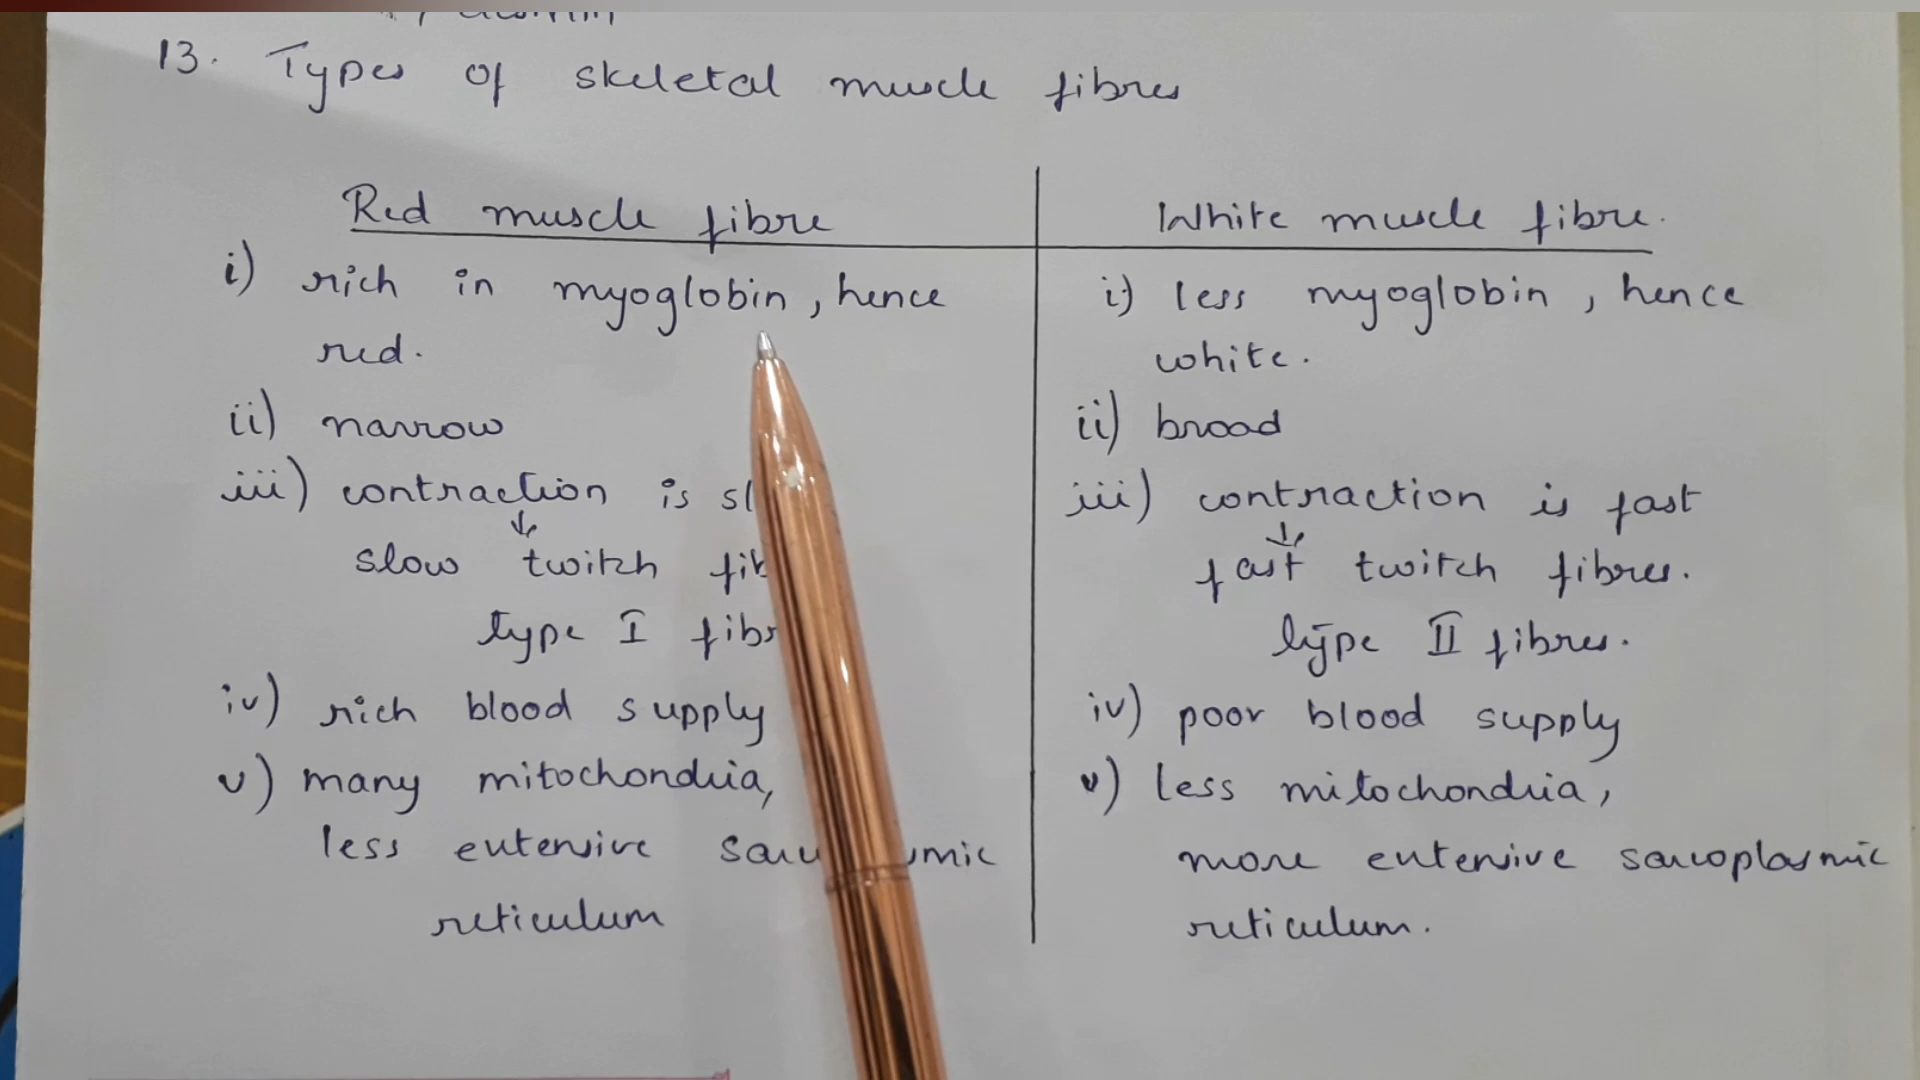 13. Types of skeletal muscle fibres
Red muscle fibre
i) rich in myoglobin, hence
red.
ii) narrow
iii) contraction is
slow twitch
type I
iv) rich blood supply
v) many mitochondria,
less extensive
reticulum
White muscle fibre.
i) less myoglobin, hence
white.
ii) broad
iii) contraction is fast
↓
fast twitch fibres.
type II fibres.
iv) poor blood supply
v) less mitochondria,
more extensive sarcoplasmic
reticulum.